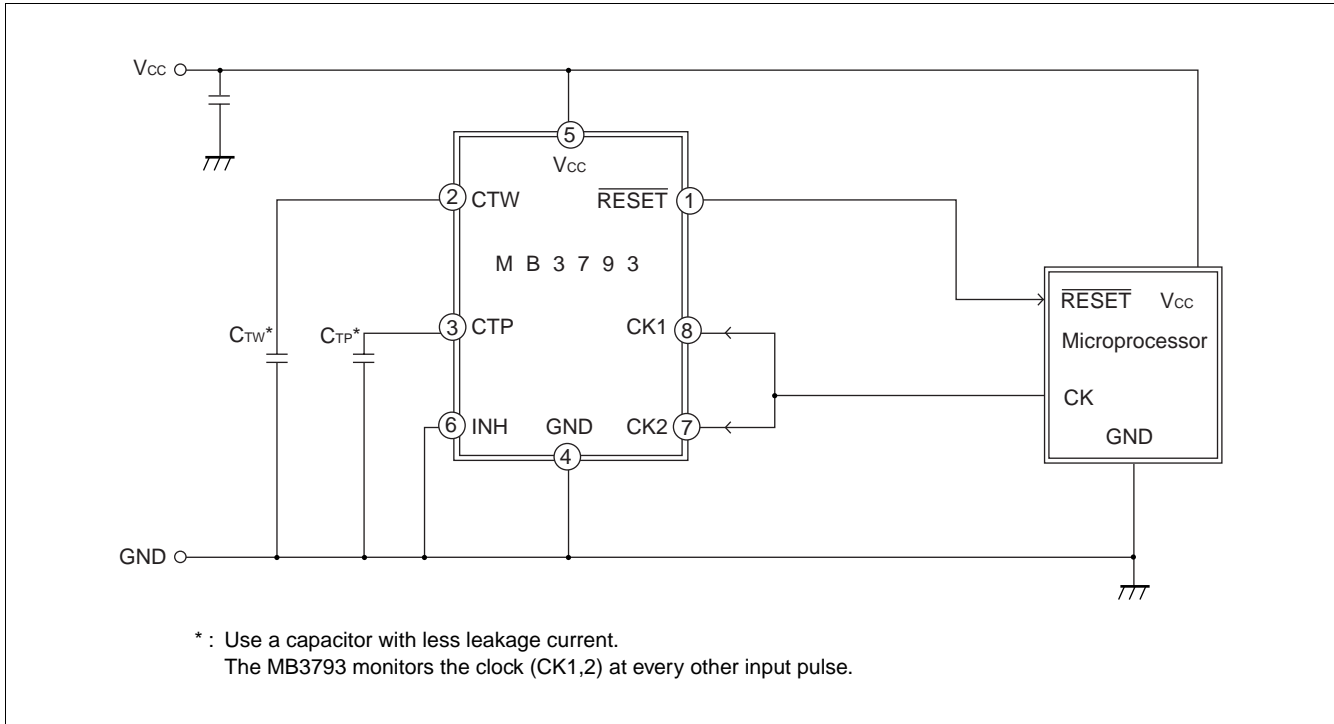 VCC
5
VCC
2 CTW
RESET 1
M B 3 7 9 3
RESET VCC
3 CTP
CK1 8
CTW*
CTP*
Microprocessor
CK
6 INH
GND
CK2 7
GND
4
GND
* : Use a capacitor with less leakage current.
The MB3793 monitors the clock (CK1,2) at every other input pulse.